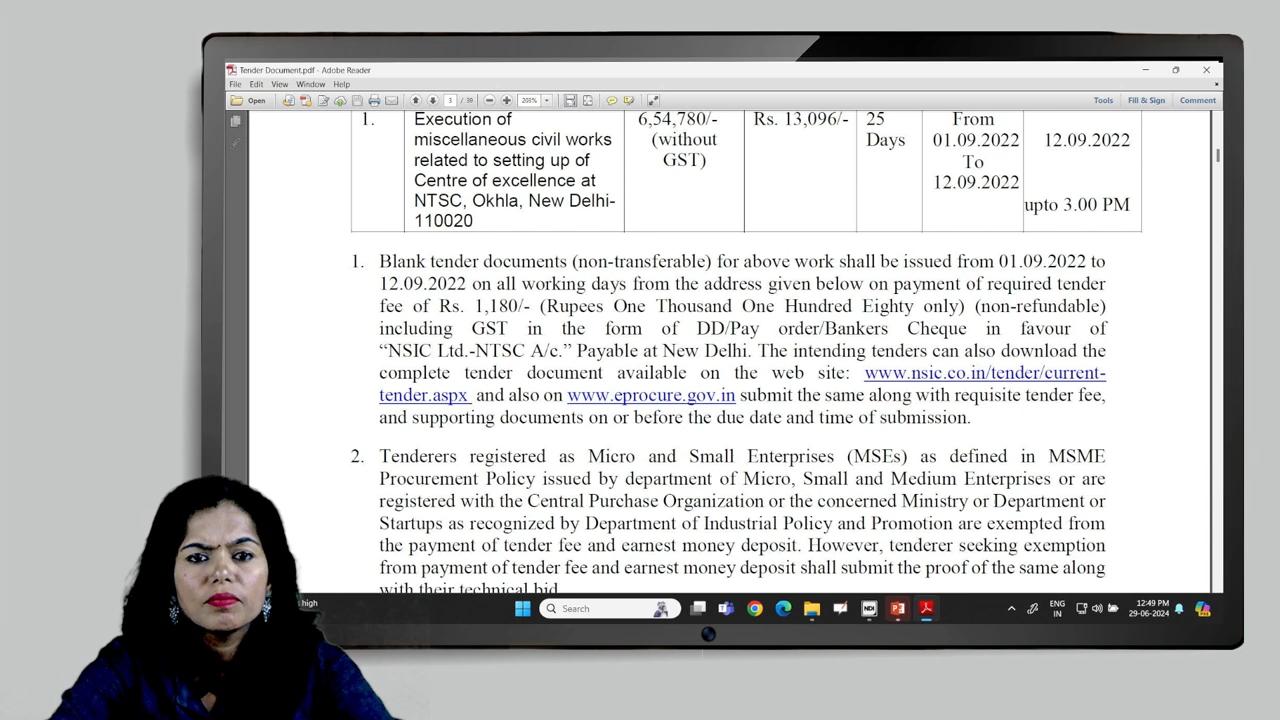 Tender Document.pdf - Adobe Reader
File Edit View Window Help
Open 3 / 39 203% Tools Fill & Sign Comment
1. Execution of miscellaneous civil works related to setting up of Centre of excellence at NTSC, Okhla, New Delhi-110020
6,54,780/- (without GST)
Rs. 13,096/-
25 Days
From 01.09.2022 To 12.09.2022
12.09.2022 upto 3.00 PM
1. Blank tender documents (non-transferable) for above work shall be issued from 01.09.2022 to
12.09.2022 on all working days from the address given below on payment of required tender
fee of Rs. 1,180/- (Rupees One Thousand One Hundred Eighty only) (non-refundable)
including GST in the form of DD/Pay order/Bankers Cheque in favour of
“NSIC Ltd.-NTSC A/c.” Payable at New Delhi. The intending tenders can also download the
complete tender document available on the web site: www.nsic.co.in/tender/current-
tender.aspx and also on www.eprocure.gov.in submit the same along with requisite tender fee,
and supporting documents on or before the due date and time of submission.
2. Tenderers registered as Micro and Small Enterprises (MSEs) as defined in MSME
Procurement Policy issued by department of Micro, Small and Medium Enterprises or are
registered with the Central Purchase Organization or the concerned Ministry or Department or
Startups as recognized by Department of Industrial Policy and Promotion are exempted from
the payment of tender fee and earnest money deposit. However, tenderer seeking exemption
from payment of tender fee and earnest money deposit shall submit the proof of the same along
with their technical bid
high
Search
NDI
ENG
IN
12:49 PM
29-06-2024